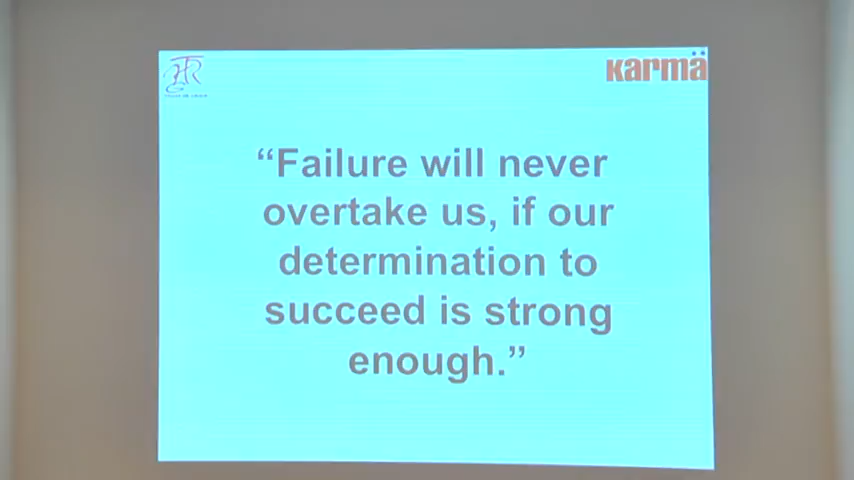 karmä
“Failure will never
overtake us, if our
determination to
succeed is strong
enough.”